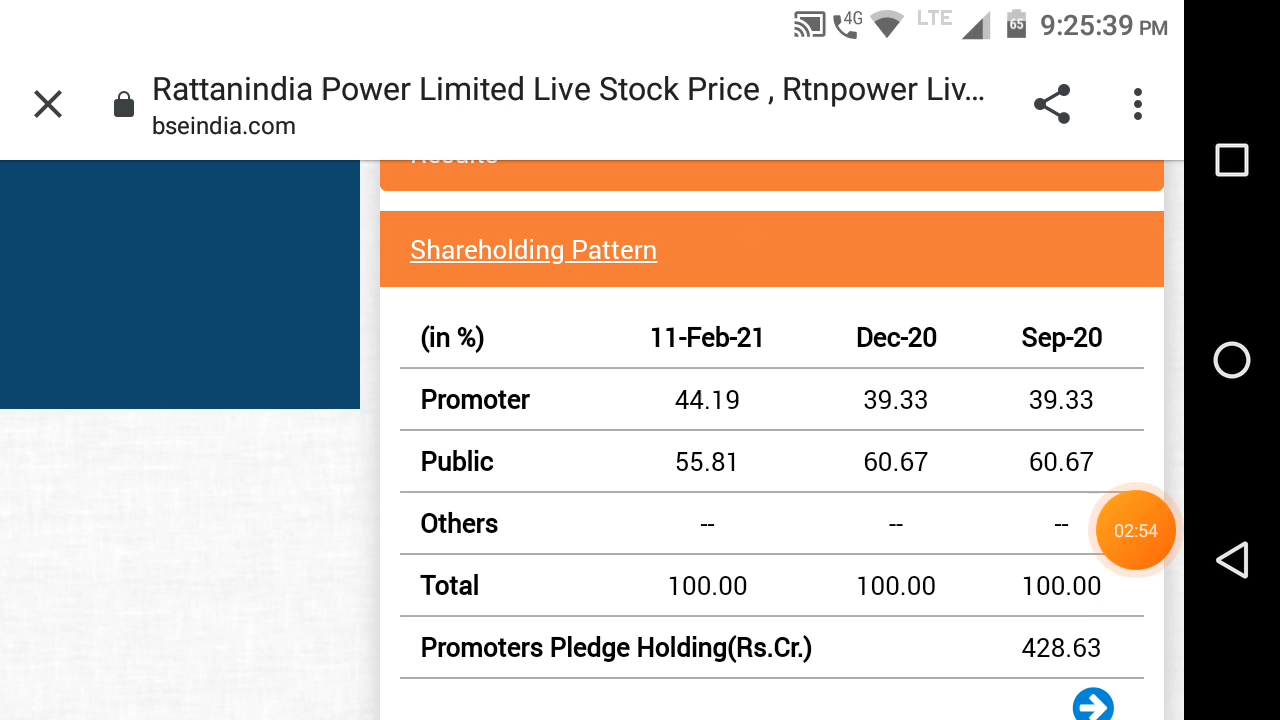 4G LTE 65 9:25:39 PM
Rattanindia Power Limited Live Stock Price , Rtnpower Liv...
bseindia.com
Results
Shareholding Pattern
(in %) 11-Feb-21 Dec-20 Sep-20
Promoter 44.19 39.33 39.33
Public 55.81 60.67 60.67
Others -- -- --
02:54
Total 100.00 100.00 100.00
Promoters Pledge Holding(Rs.Cr.) 428.63